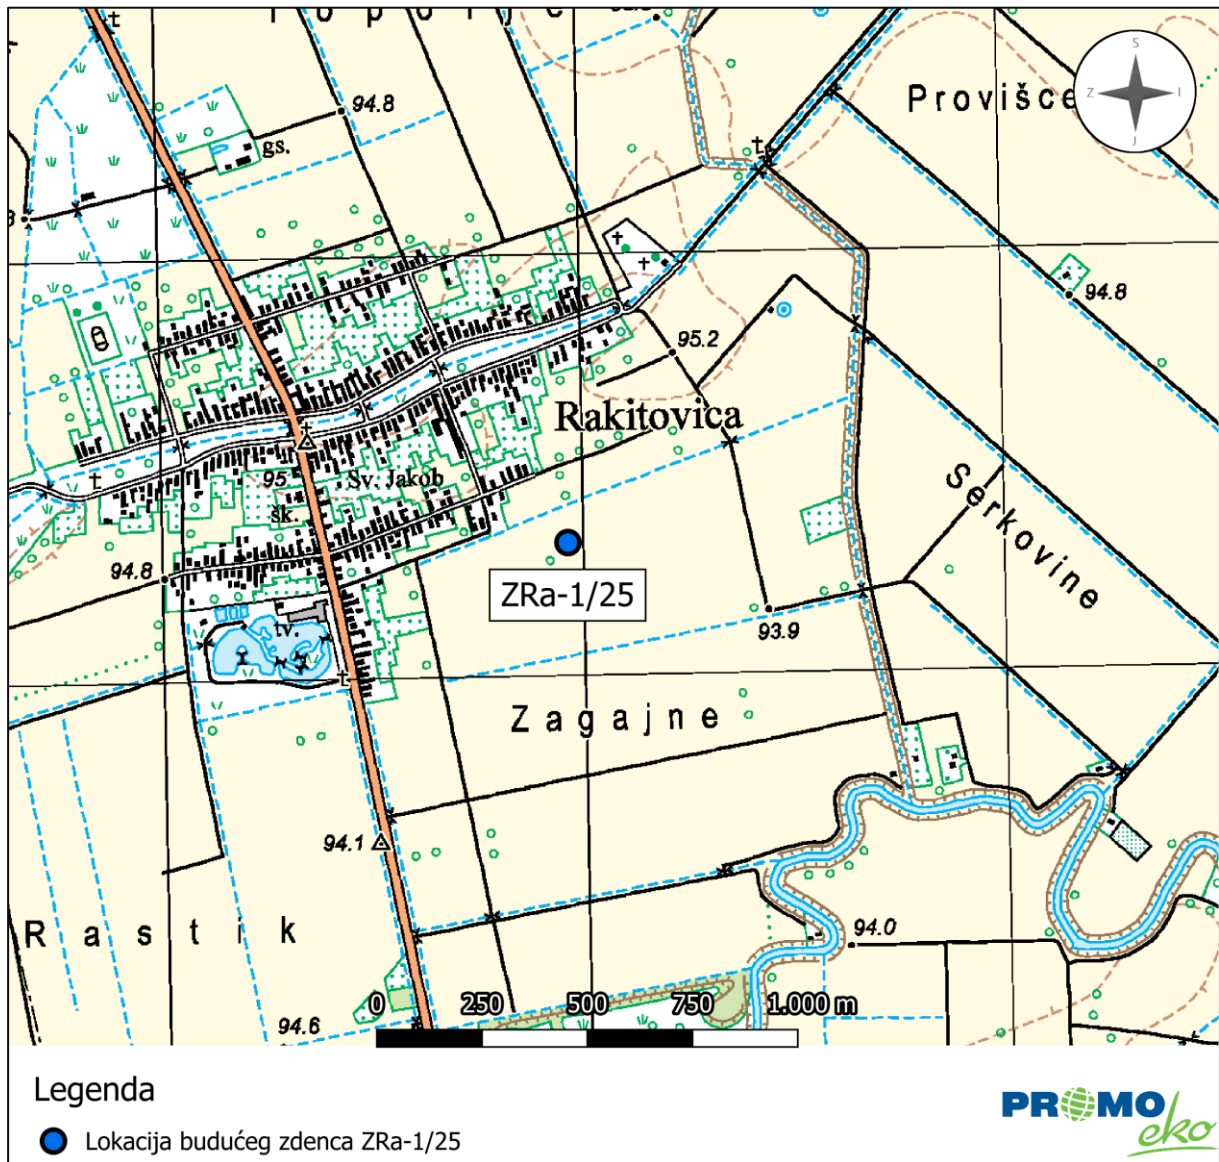 T o p o l j e
94.8
gs.
Provišće
S
Z
I
J
94.8
95.2
Rakitovica
95
Sv. Jakob
šk.
94.8
Serkovine
ZRa-1/25
93.9
tv.
Zagajne
94.1
Rastik
94.0
94.6
0 250 500 750 1.000 m
Legenda
Lokacija budućeg zdenca ZRa-1/25
PROMO
eko